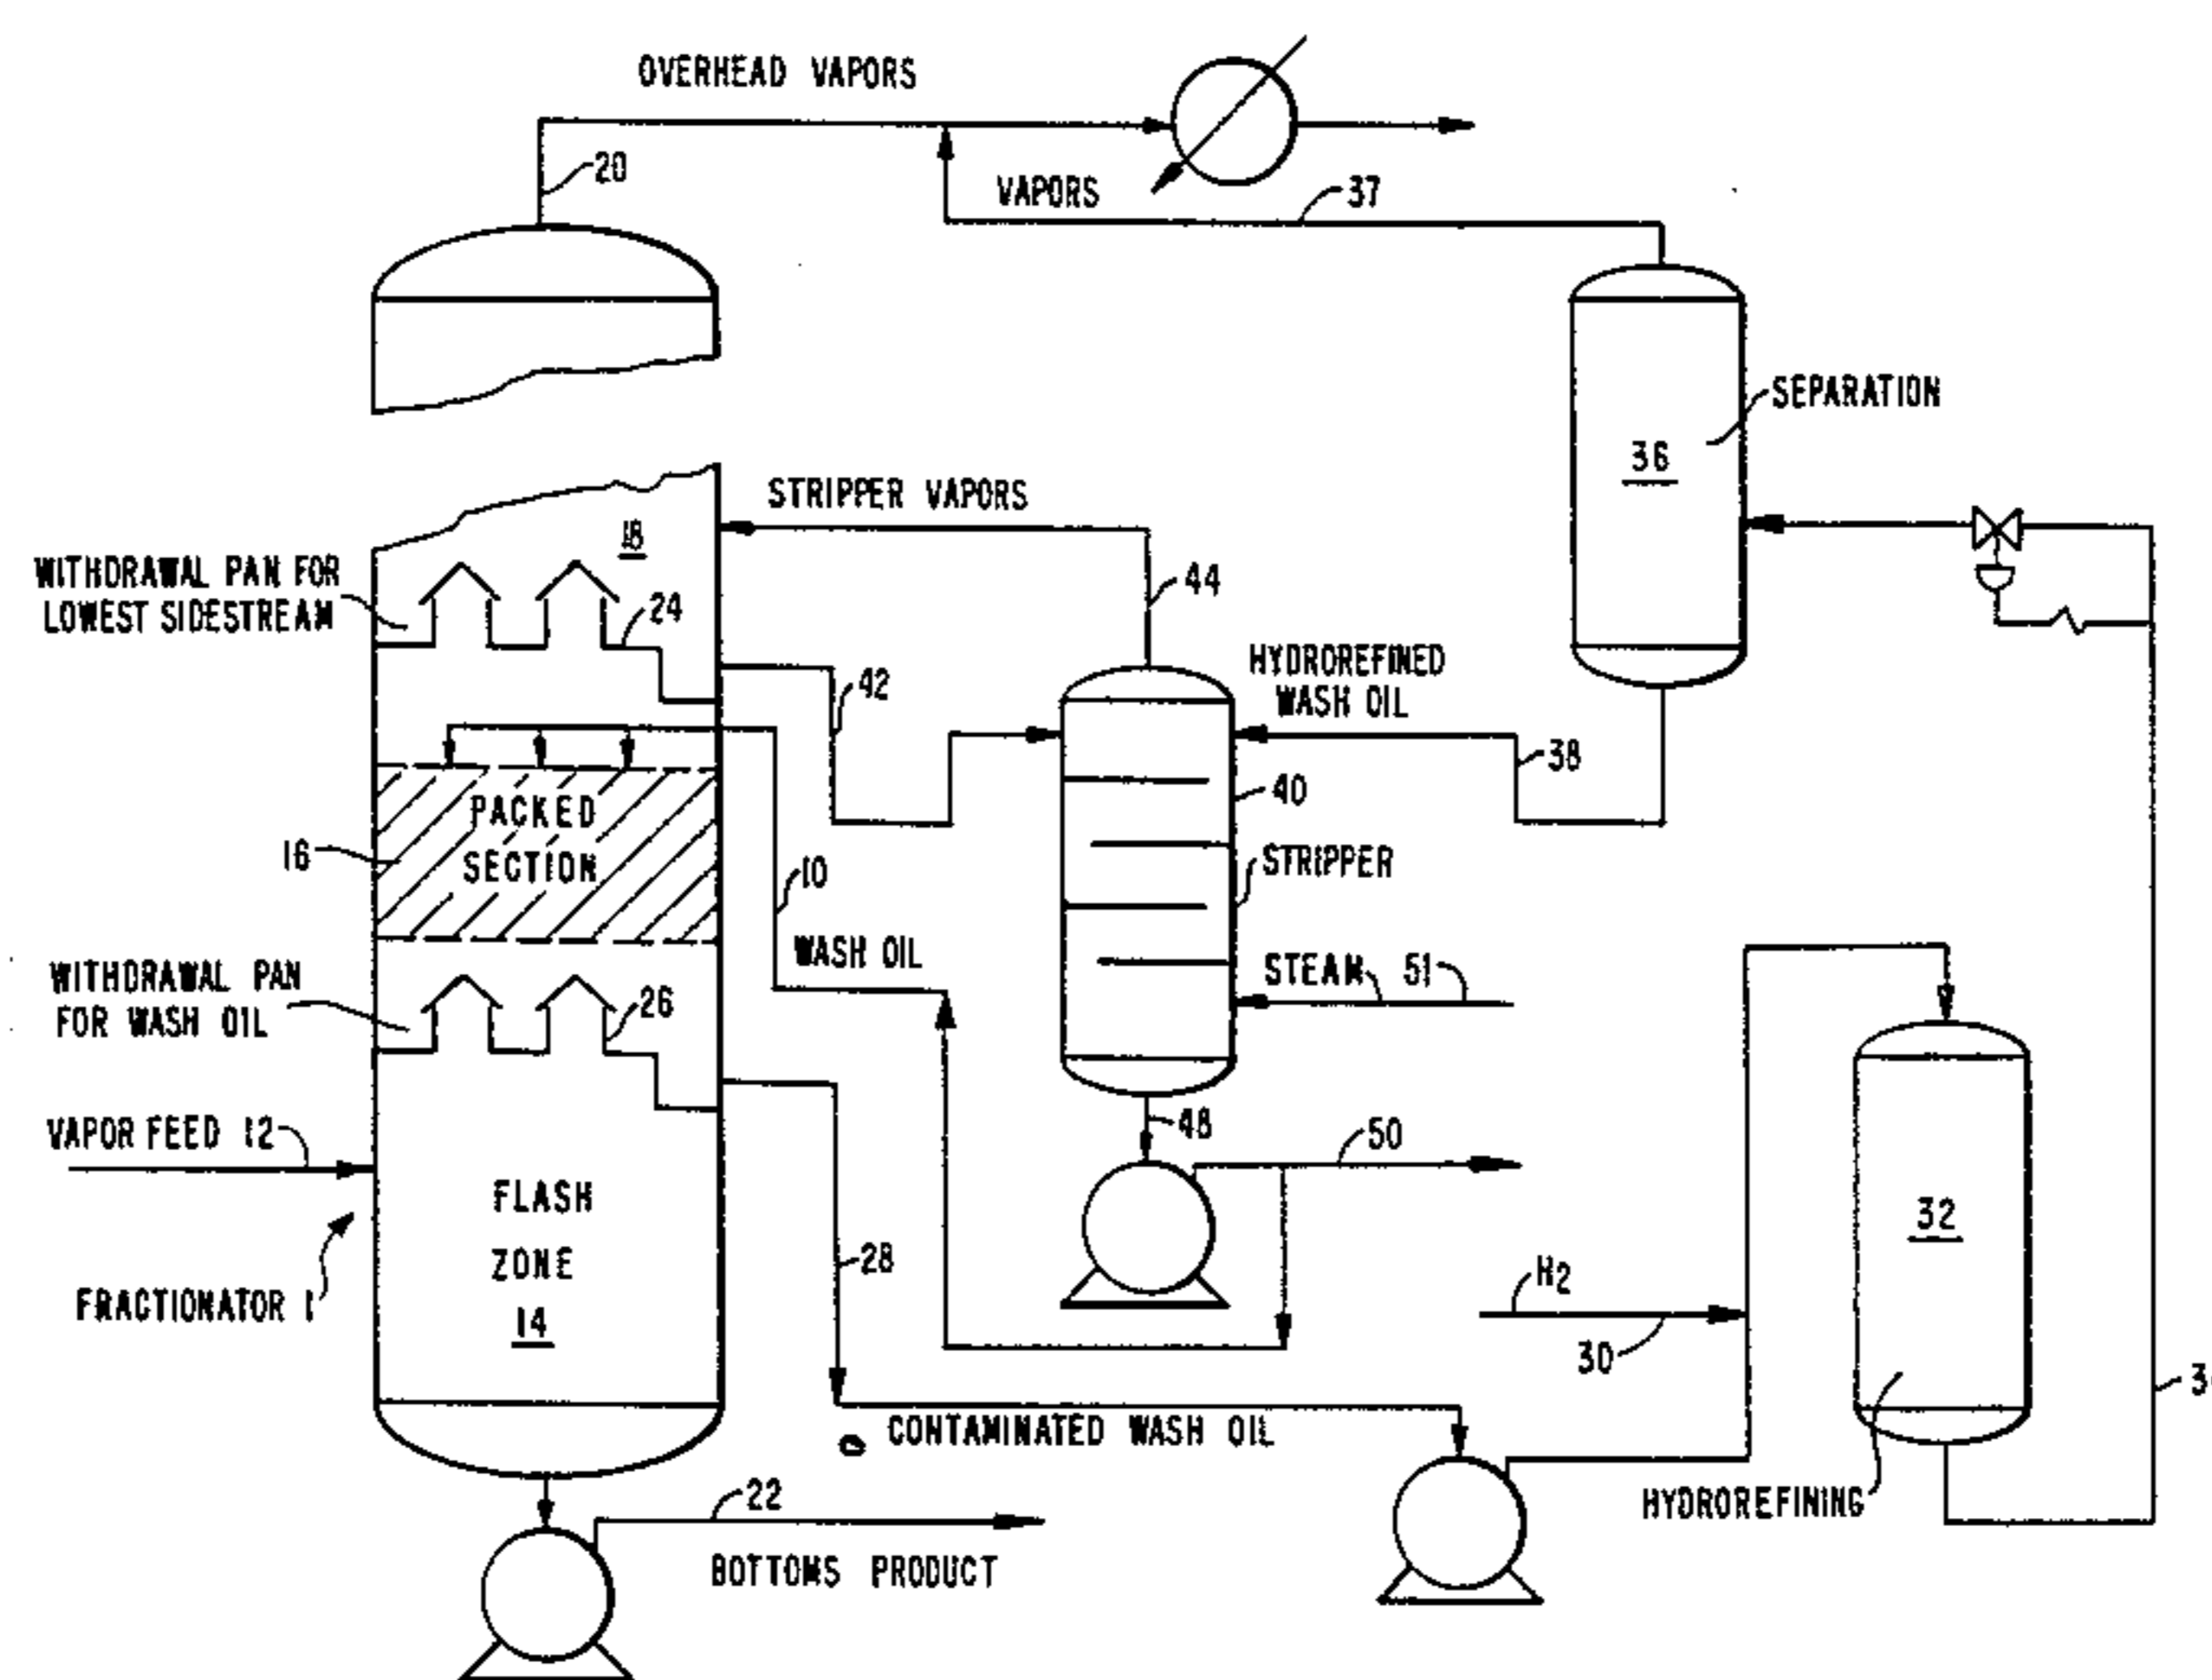 OVERHEAD VAPORS
20
VAPORS
37
SEPARATION
36
STRIPPER VAPORS
18
WITHDRAWAL PAN FOR
LOWEST SIDESTREAM
24
44
42
HYDROREFINED
WASH OIL
38
PACKED
SECTION
16
40
STRIPPER
10
WASH OIL
WITHDRAWAL PAN
FOR WASH OIL
26
STEAM
51
VAPOR FEED 12
48
50
FLASH
ZONE
14
28
FRACTIONATOR 1
H2
30
32
3
CONTAMINATED WASH OIL
22
HYDROREFINING
BOTTOMS PRODUCT